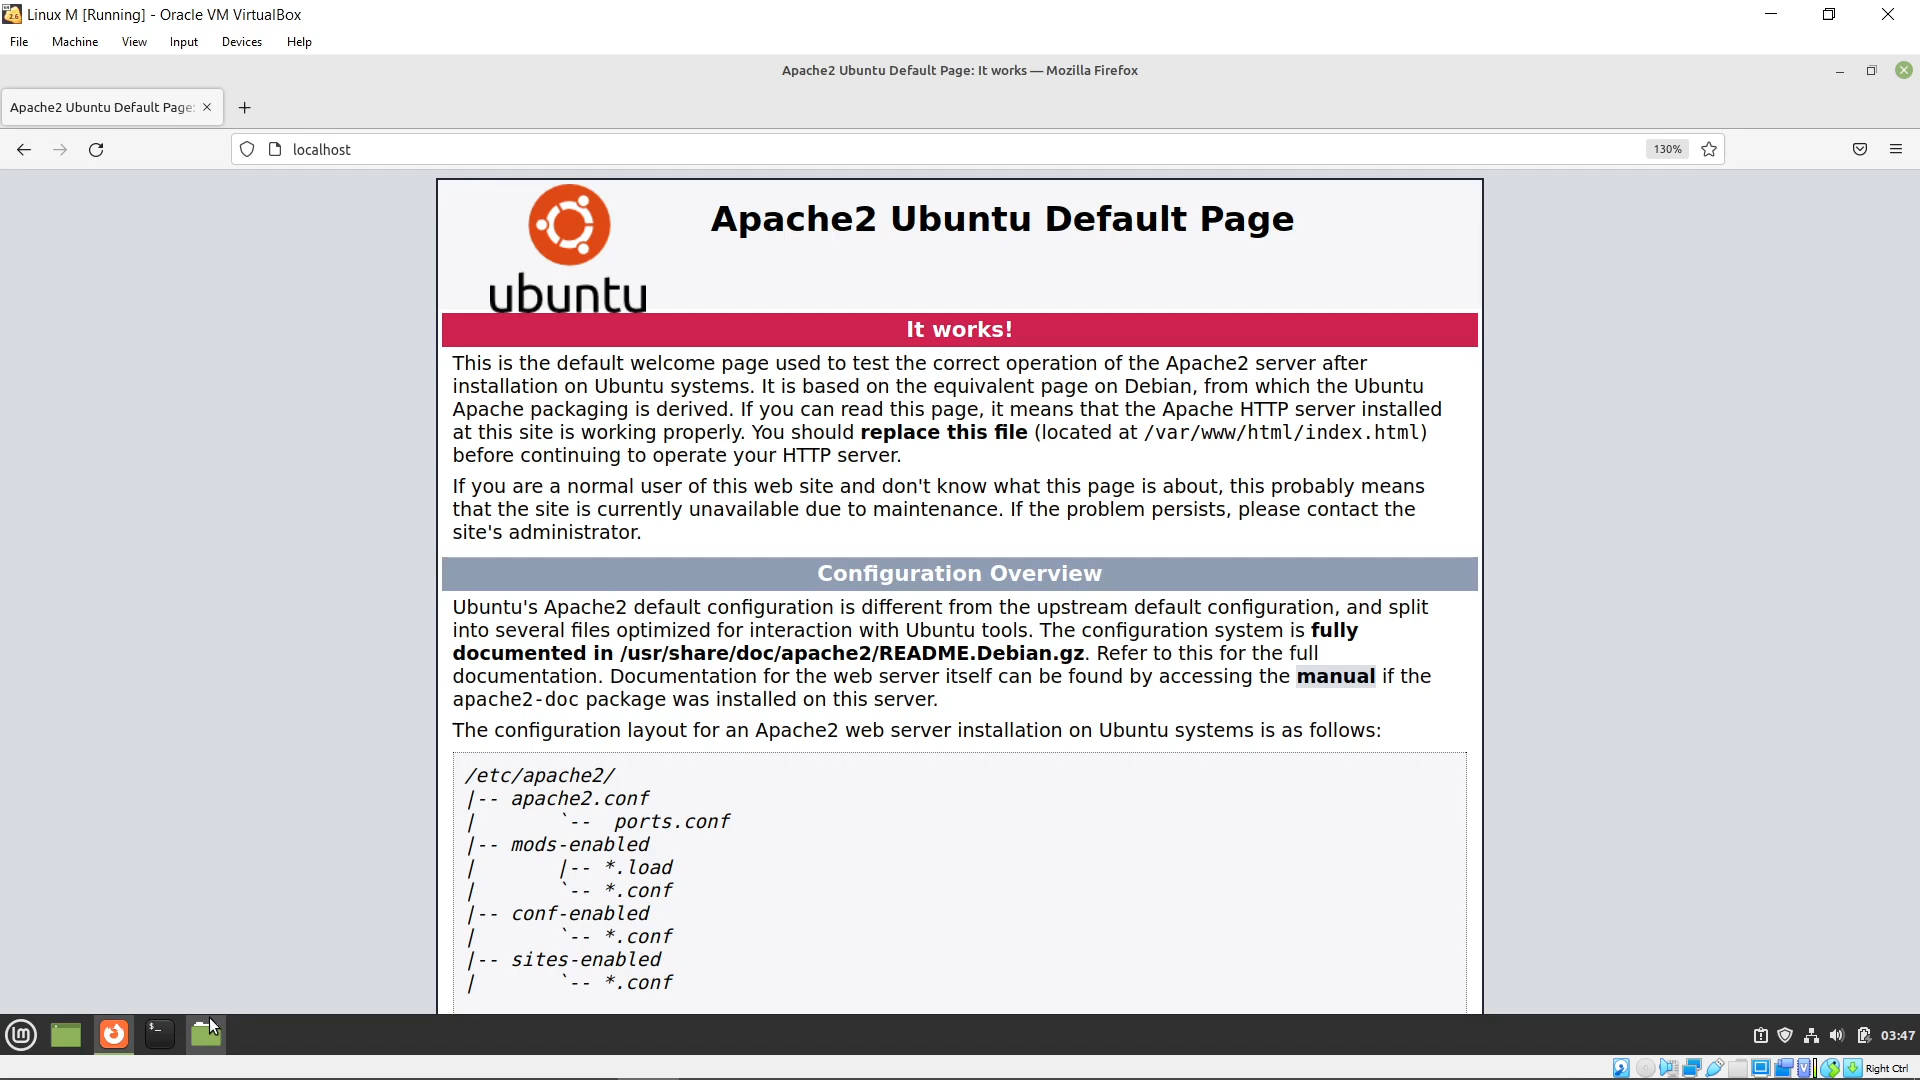 Linux M [Running] - Oracle VM VirtualBox
File Machine View Input Devices Help
Apache2 Ubuntu Default Page: It works — Mozilla Firefox
Apache2 Ubuntu Default Page:
localhost
130%
Apache2 Ubuntu Default Page
ubuntu
It works!
This is the default welcome page used to test the correct operation of the Apache2 server after
installation on Ubuntu systems. It is based on the equivalent page on Debian, from which the Ubuntu
Apache packaging is derived. If you can read this page, it means that the Apache HTTP server installed
at this site is working properly. You should replace this file (located at /var/www/html/index.html)
before continuing to operate your HTTP server.
If you are a normal user of this web site and don't know what this page is about, this probably means
that the site is currently unavailable due to maintenance. If the problem persists, please contact the
site's administrator.
Configuration Overview
Ubuntu's Apache2 default configuration is different from the upstream default configuration, and split
into several files optimized for interaction with Ubuntu tools. The configuration system is fully
documented in /usr/share/doc/apache2/README.Debian.gz. Refer to this for the full
documentation. Documentation for the web server itself can be found by accessing the manual if the
apache2-doc package was installed on this server.
The configuration layout for an Apache2 web server installation on Ubuntu systems is as follows:
/etc/apache2/
|-- apache2.conf
|       `--  ports.conf
|-- mods-enabled
|       |-- *.load
|       `-- *.conf
|-- conf-enabled
|       `-- *.conf
|-- sites-enabled
|       `-- *.conf
03:47
Right Ctrl